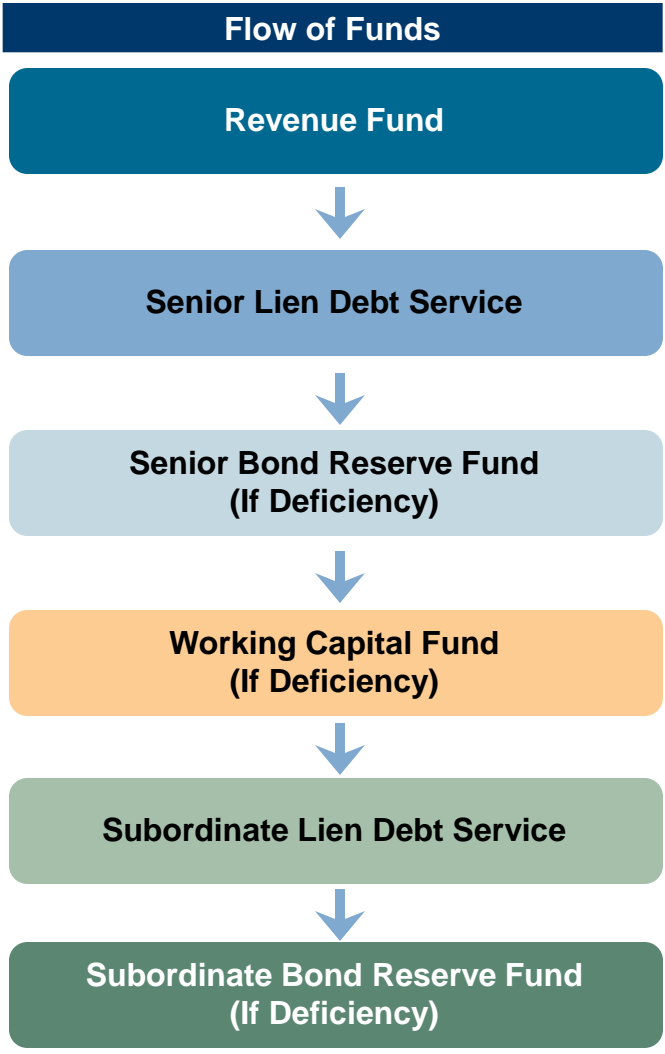 Flow of Funds
Revenue Fund
Senior Lien Debt Service
Senior Bond Reserve Fund
(If Deficiency)
Working Capital Fund
(If Deficiency)
Subordinate Lien Debt Service
Subordinate Bond Reserve Fund
(If Deficiency)